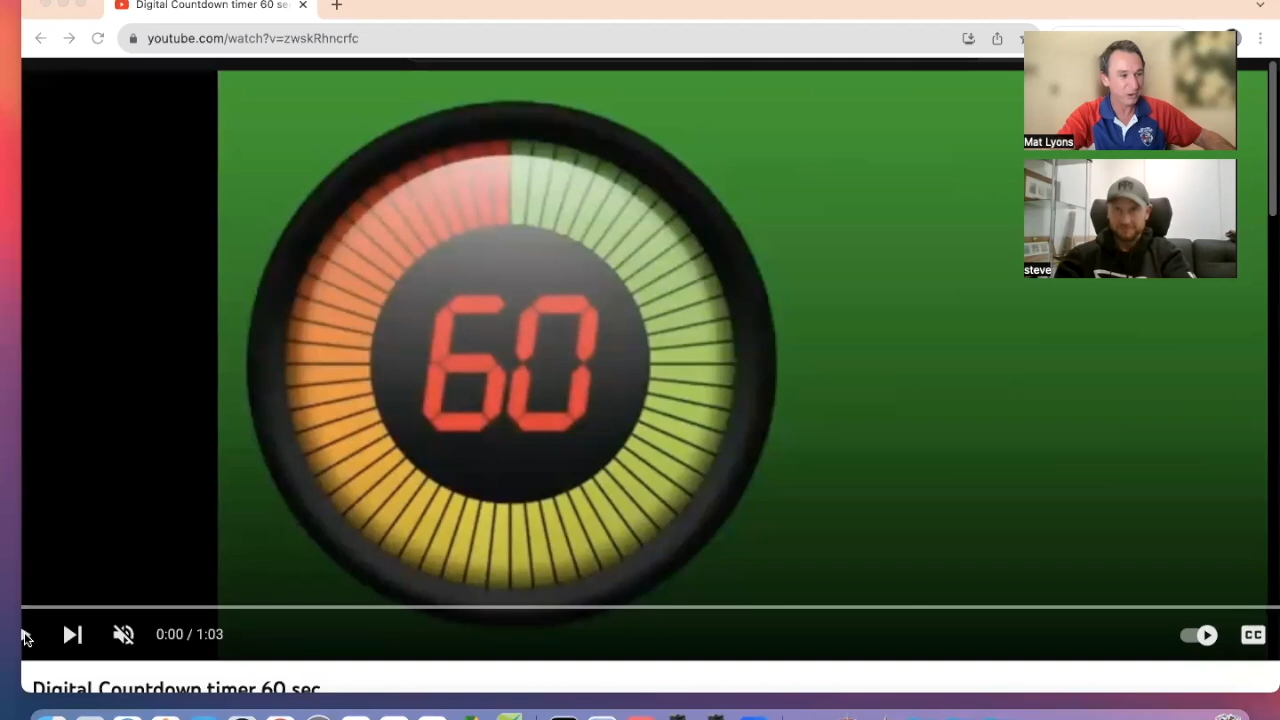 Digital Countdown timer 60 se
youtube.com/watch?v=zwskRhncrfc
Mat Lyons
60
steve
0:00 / 1:03
CC
Digital Countdown timer 60 sec